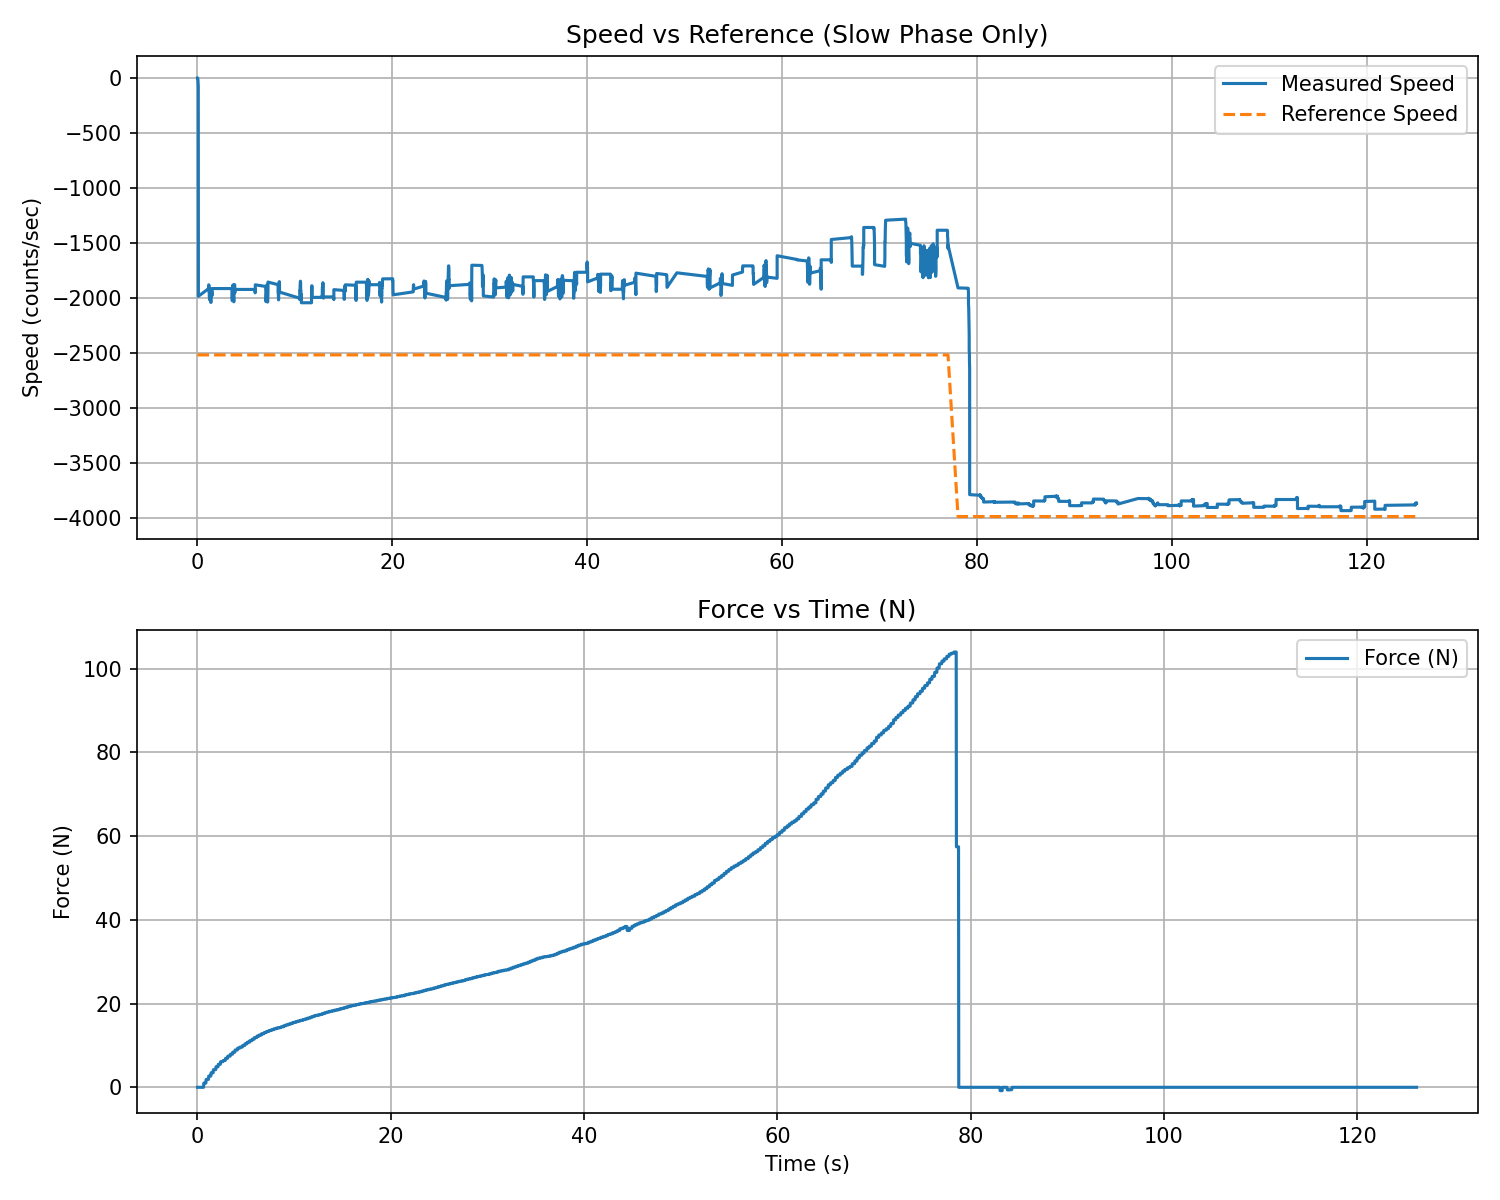 Speed vs Reference (Slow Phase Only)
Speed (counts/sec)
0
−500
−1000
−1500
−2000
−2500
−3000
−3500
−4000
Measured Speed
Reference Speed
0 20 40 60 80 100 120
Force vs Time (N)
Force (N)
100
80
60
40
20
0
Force (N)
0 20 40 60 80 100 120
Time (s)